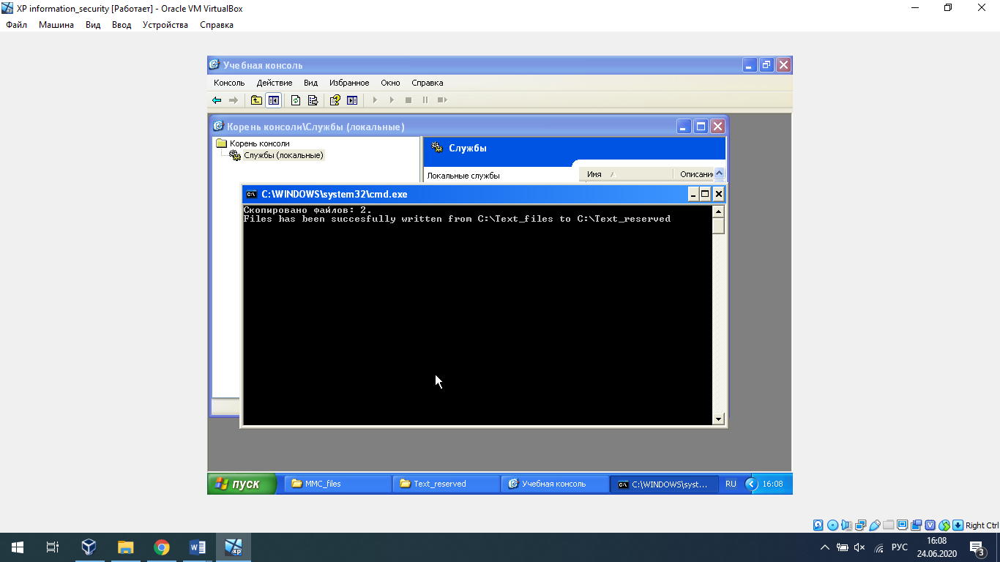 XP information_security [Работает] - Oracle VM VirtualBox
Файл Машина Вид Ввод Устройства Справка
Учебная консоль
Консоль Действие Вид Избранное Окно Справка
Корень консоли\Службы (локальные)
Корень консоли
Службы (локальные)
Службы
Локальные службы
Имя Описани
C:\WINDOWS\system32\cmd.exe
Скопировано файлов: 2.
Files has been succesfully written from C:\Text_files to C:\Text_reserved
пуск MMC_files Text_reserved Учебная консоль C:\WINDOWS\syst... RU 16:08
Right Ctrl
РУС 16:08
24.06.2020
3